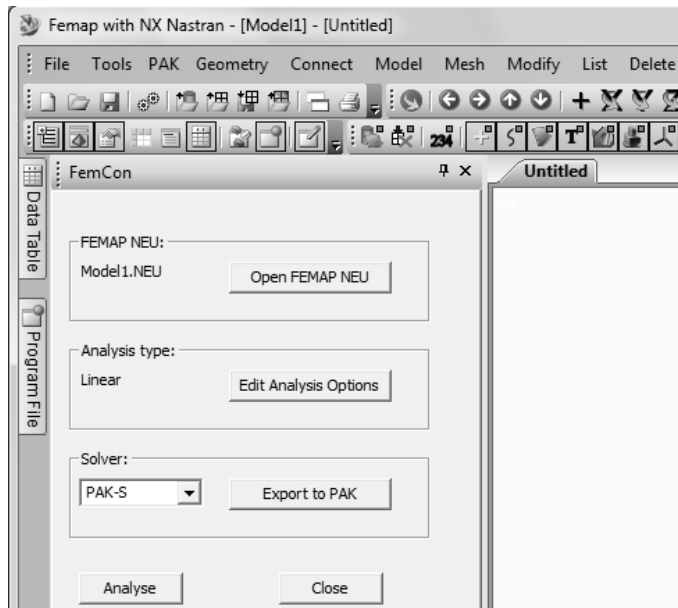 Femap with NX Nastran - [Model1] - [Untitled]
File Tools PAK Geometry Connect Model Mesh Modify List Delete
234 T
FemCon
Untitled
Data Table
Program File
FEMAP NEU:
Model1.NEU Open FEMAP NEU
Analysis type:
Linear Edit Analysis Options
Solver:
PAK-S Export to PAK
Analyse Close